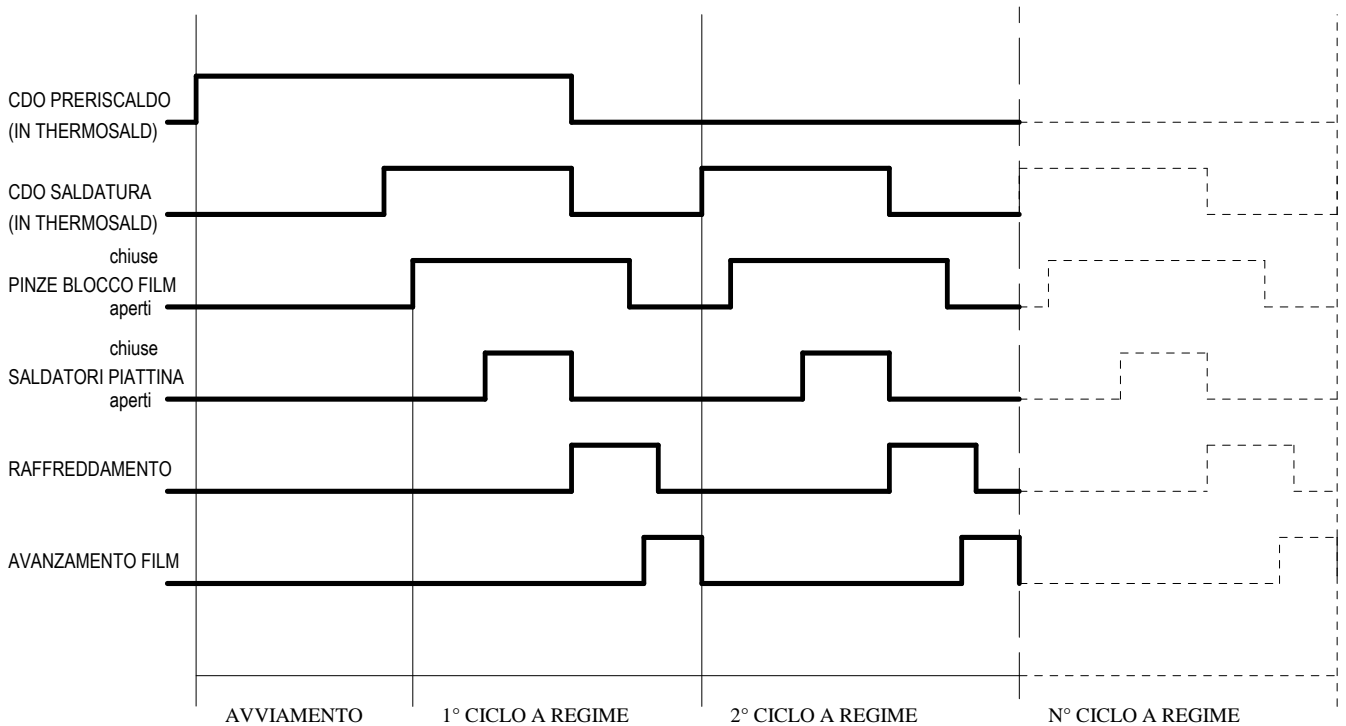 CDO PRERISCALDO
(IN THERMOSALD)
CDO SALDATURA
(IN THERMOSALD)
chiuse
PINZE BLOCCO FILM
aperti
chiuse
SALDATORI PIATTINA
aperti
RAFFREDDAMENTO
AVANZAMENTO FILM
AVVIAMENTO 1° CICLO A REGIME 2° CICLO A REGIME N° CICLO A REGIME